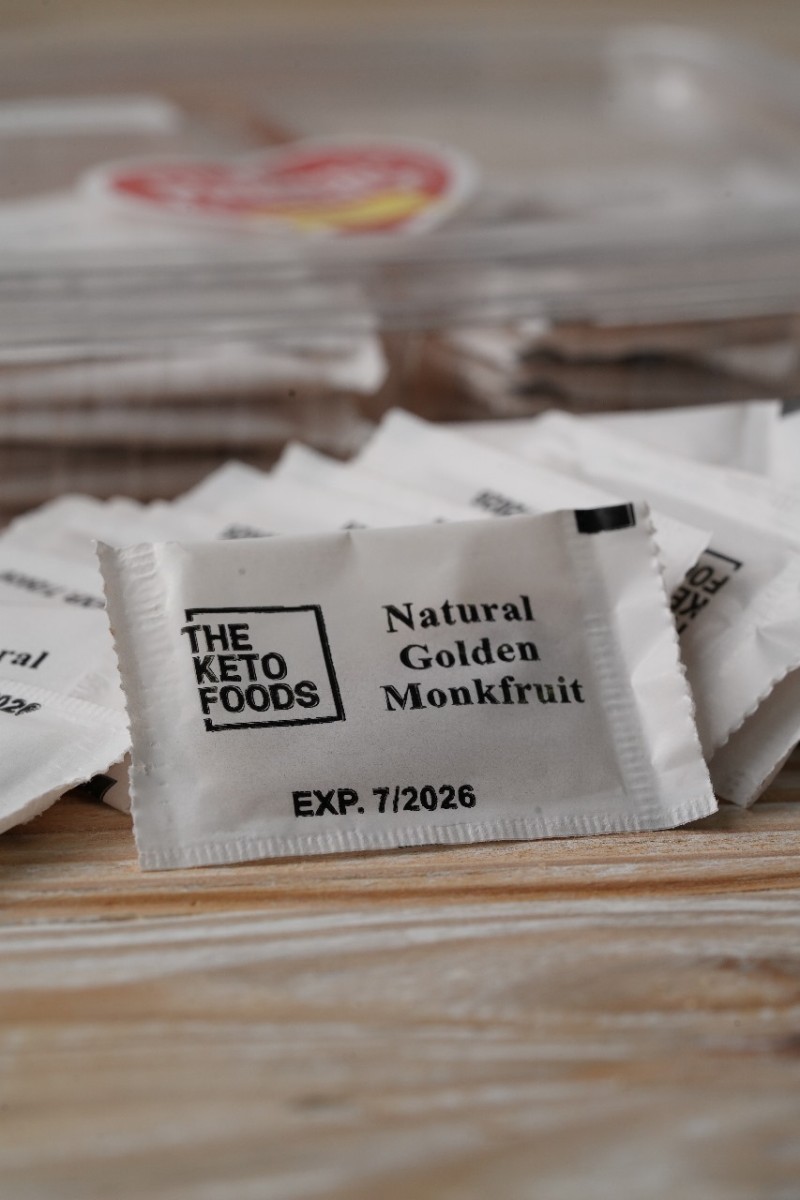 THE
KETO
FOODS
Natural
Golden
Monkfruit
EXP. 7/2026